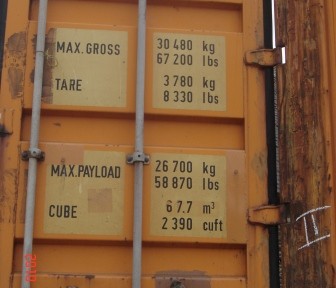 MAX. GROSS 30 480 kg
67 200 lbs
TARE 3 780 kg
8 330 lbs
MAX. PAYLOAD 26 700 kg
58 870 lbs
CUBE 67.7 m³
2 390 cuft